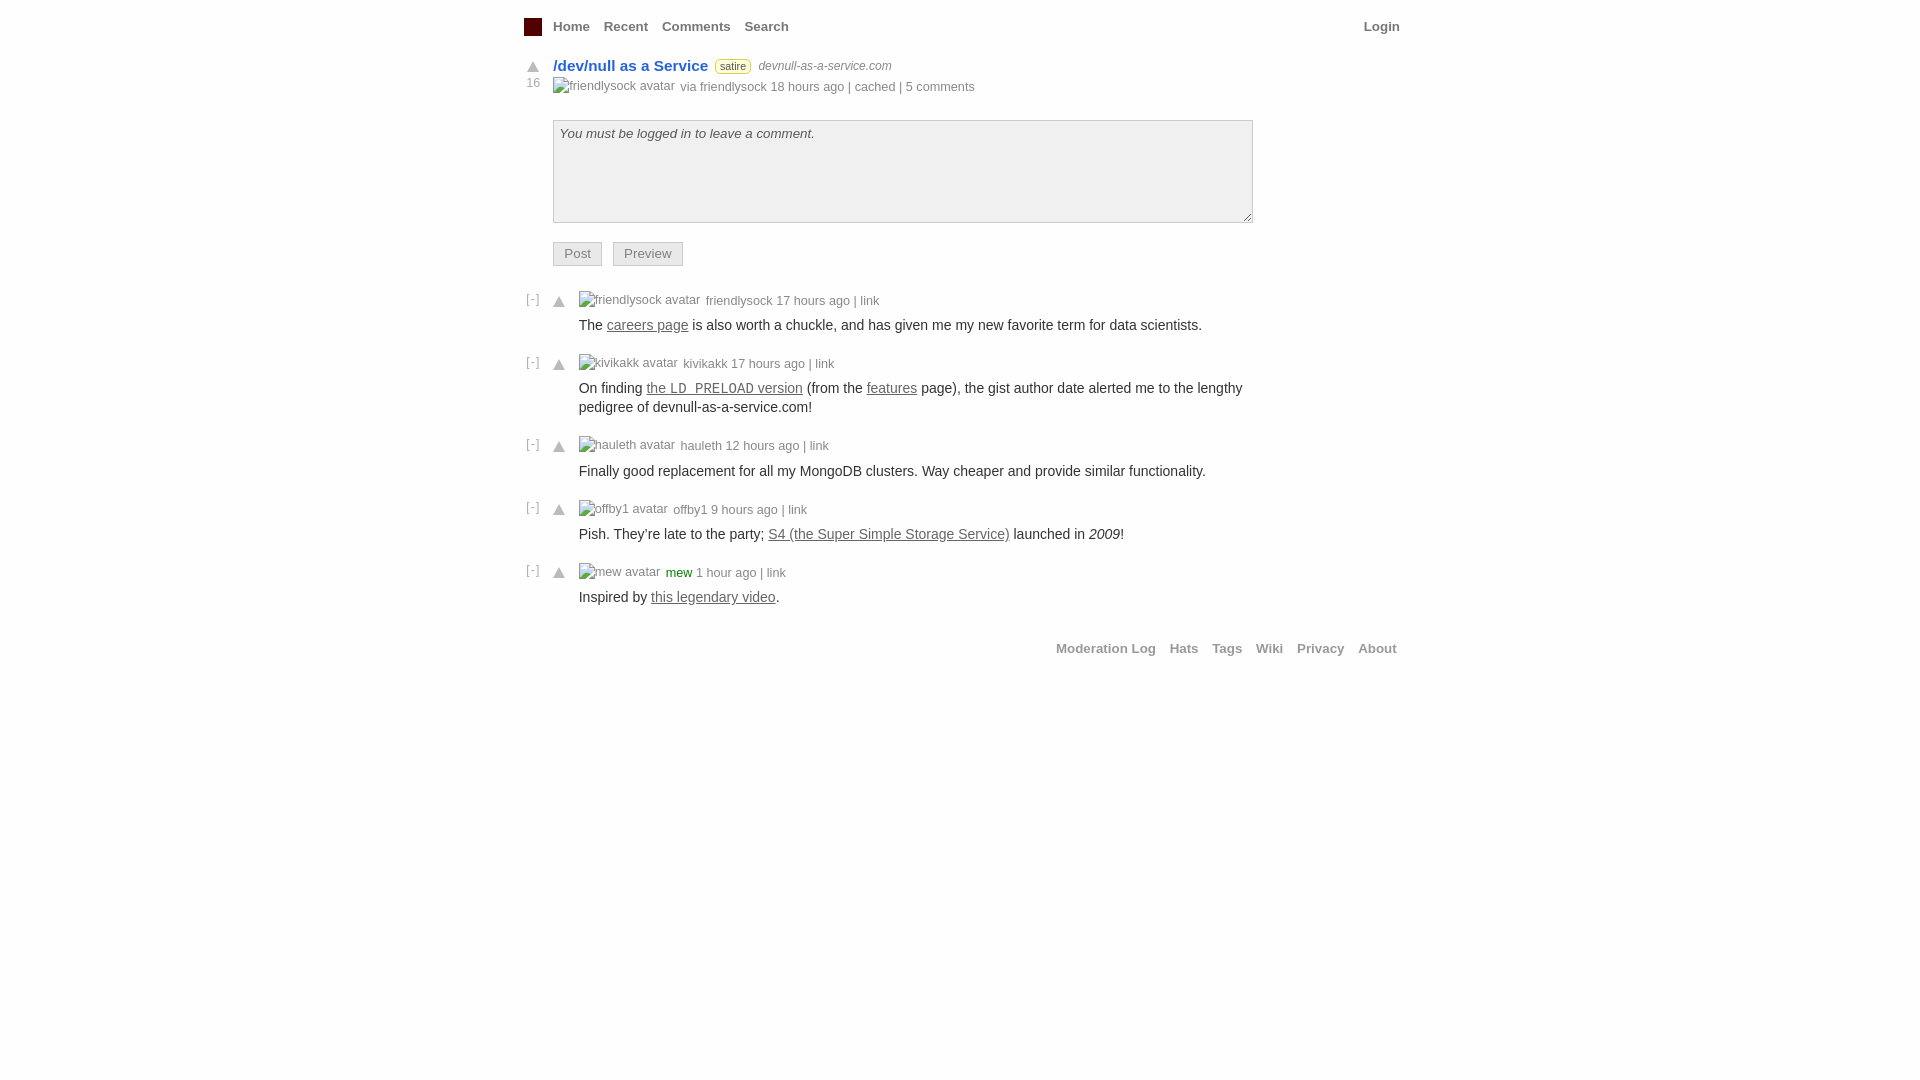 Home Recent Comments Search Login
/dev/null as a Service satire devnull-as-a-service.com
16
friendlysock avatar via friendlysock 18 hours ago | cached | 5 comments
You must be logged in to leave a comment.
Post Preview
[-] friendlysock avatar friendlysock 17 hours ago | link
The careers page is also worth a chuckle, and has given me my new favorite term for data scientists.
[-] kivikakk avatar kivikakk 17 hours ago | link
On finding the LD_PRELOAD version (from the features page), the gist author date alerted me to the lengthy
pedigree of devnull-as-a-service.com!
[-] hauleth avatar hauleth 12 hours ago | link
Finally good replacement for all my MongoDB clusters. Way cheaper and provide similar functionality.
[-] offby1 avatar offby1 9 hours ago | link
Pish. They’re late to the party; S4 (the Super Simple Storage Service) launched in 2009!
[-] mew avatar mew 1 hour ago | link
Inspired by this legendary video.
Moderation Log Hats Tags Wiki Privacy About